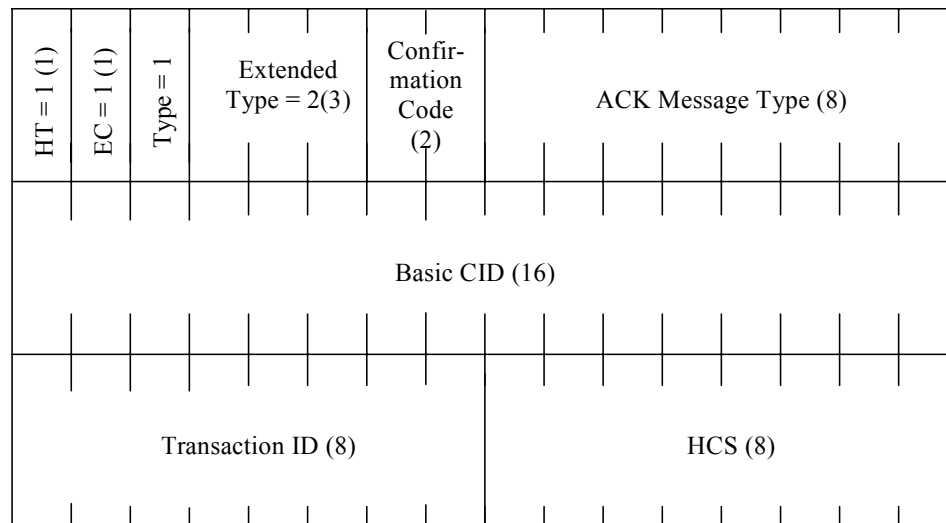 HT = 1 (1)
EC = 1 (1)
Type = 1
Extended
Type = 2(3)
Confir-
mation
Code
(2)
ACK Message Type (8)
Basic CID (16)
Transaction ID (8)
HCS (8)